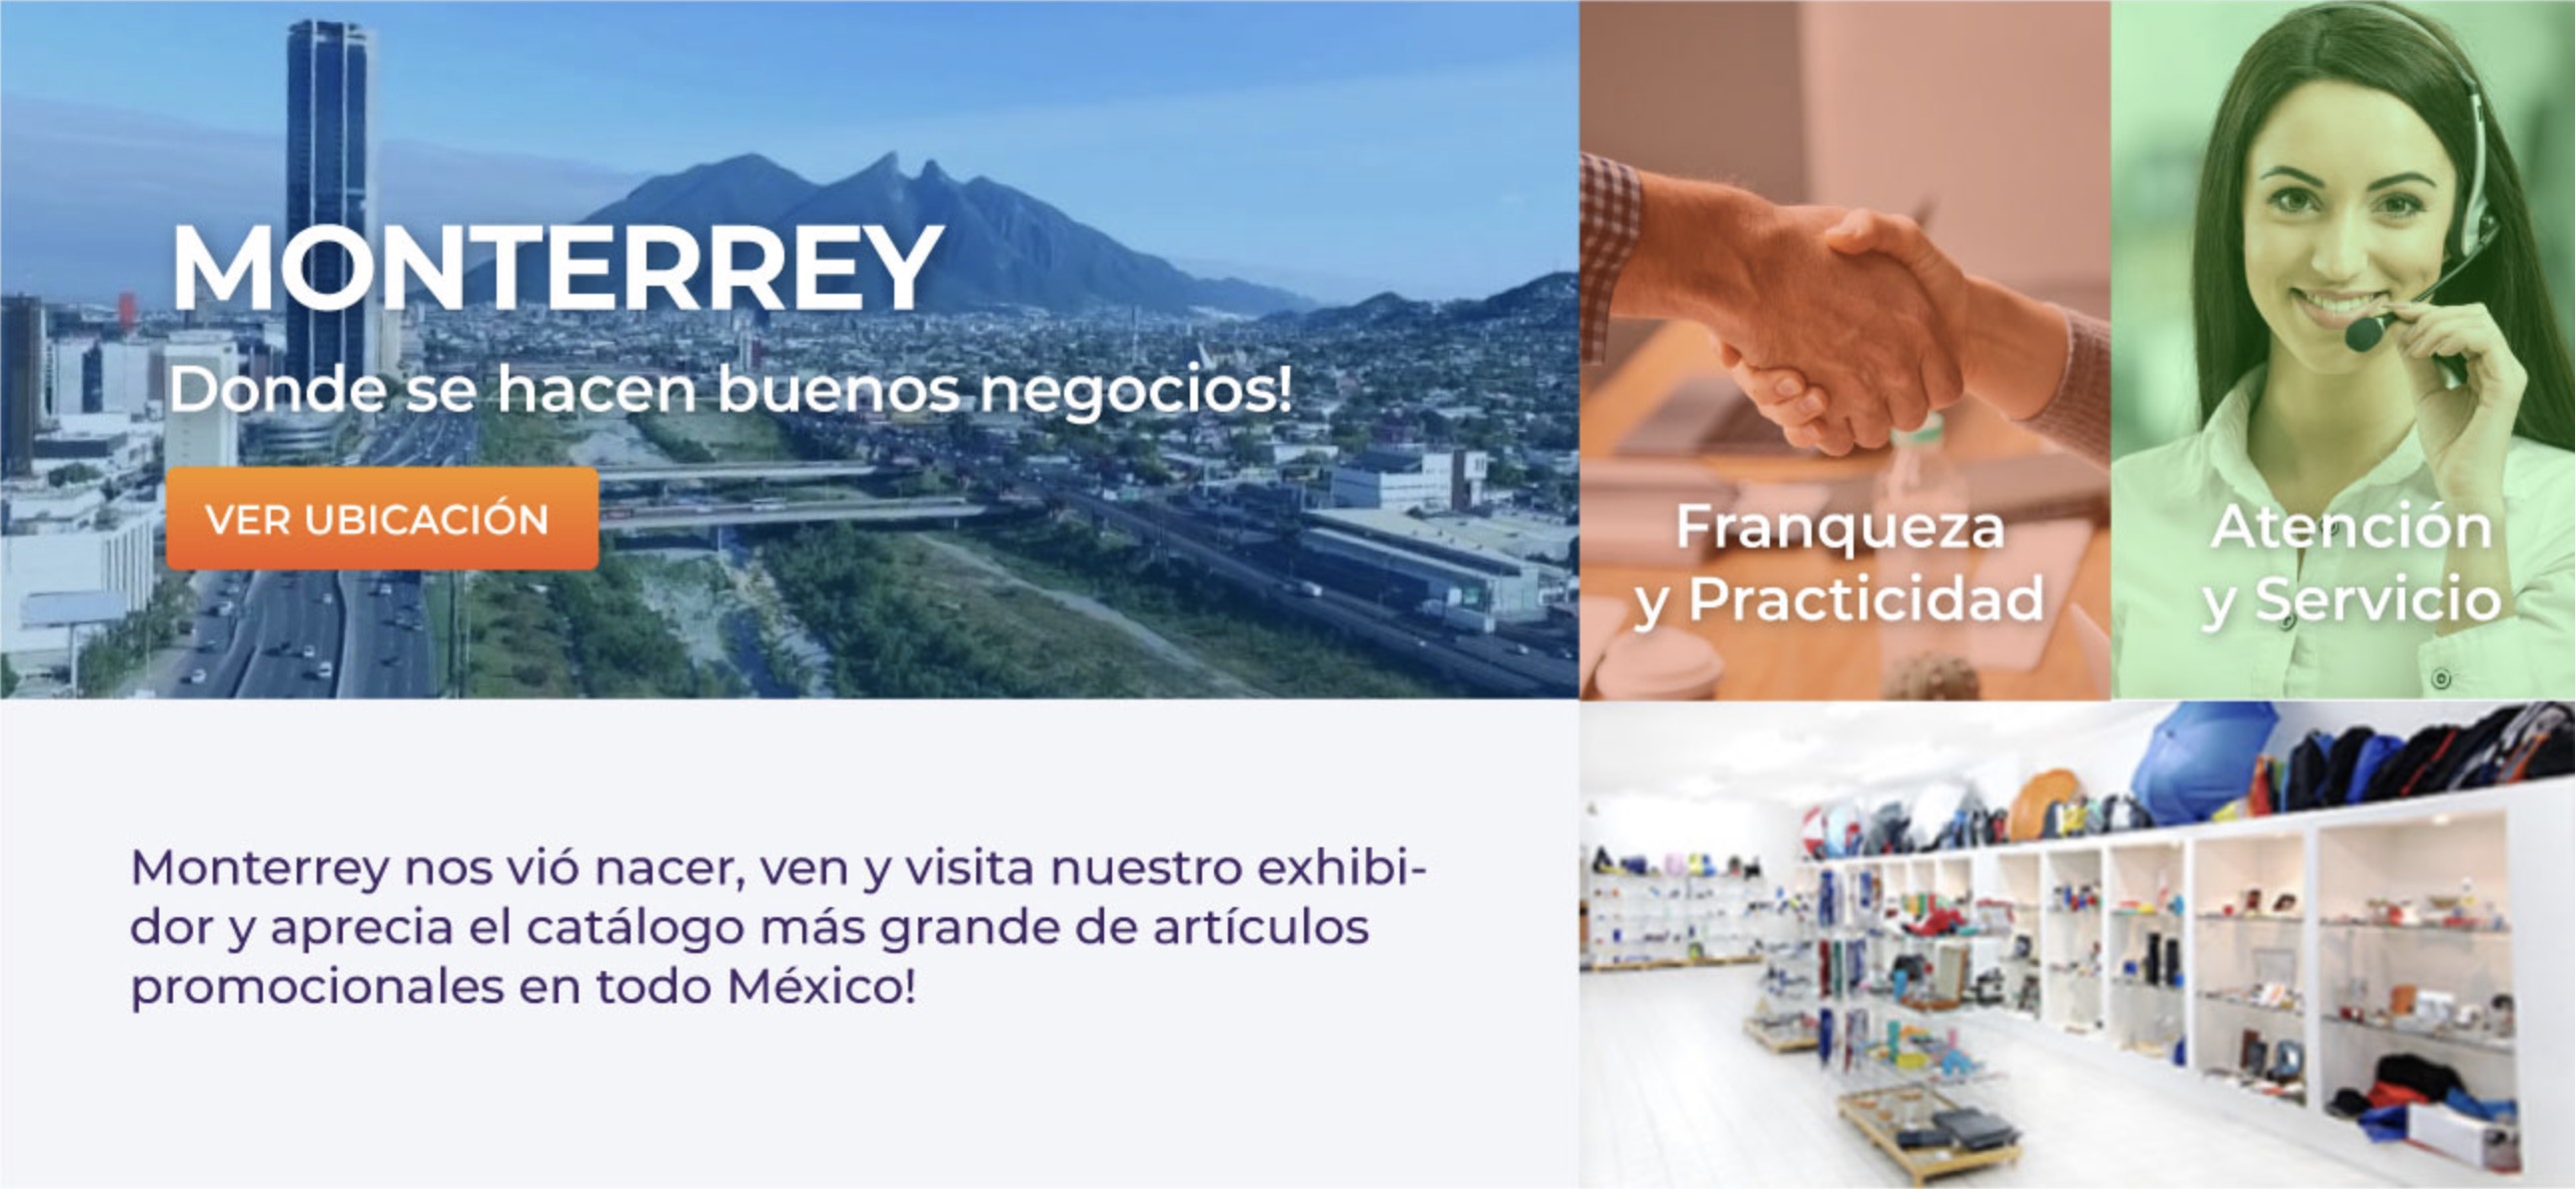 MONTERREY
Donde se hacen buenos negocios!
VER UBICACIÓN
Franqueza
y Practicidad
Atención
y Servicio
Monterrey nos vió nacer, ven y visita nuestro exhibi-
dor y aprecia el catálogo más grande de artículos
promocionales en todo México!